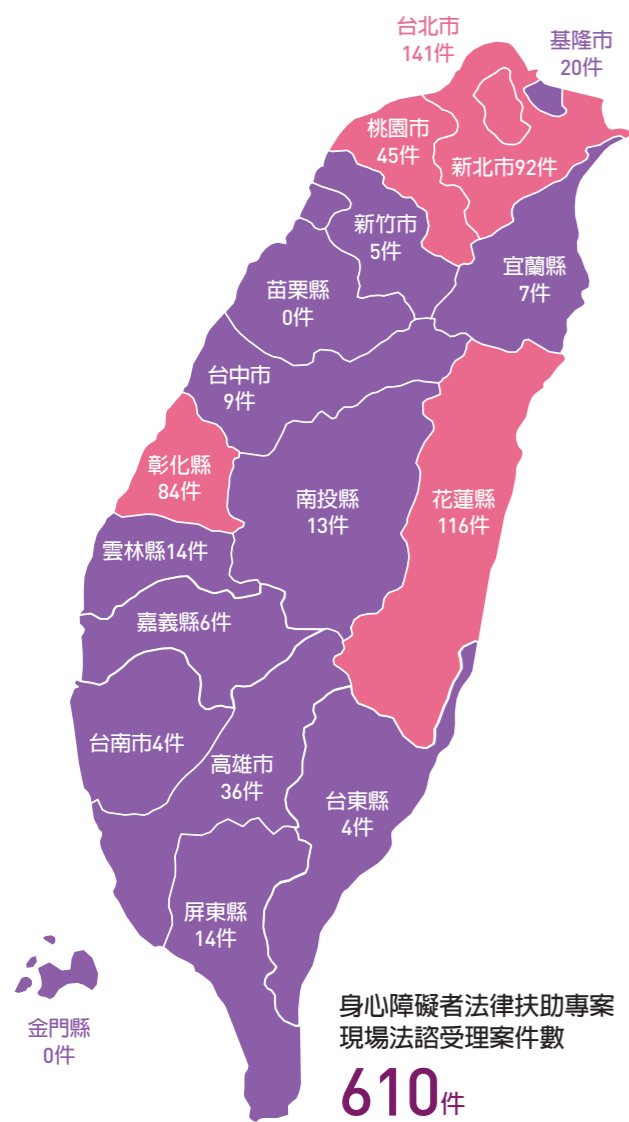 台北市
141件
基隆市
20件
桃園市
45件
新北市92件
新竹市
5件
宜蘭縣
7件
苗栗縣
0件
台中市
9件
彰化縣
84件
南投縣
13件
花蓮縣
116件
雲林縣14件
嘉義縣6件
台南市4件
高雄市
36件
台東縣
4件
屏東縣
14件
金門縣
0件
身心障礙者法律扶助專案
現場法諮受理案件數
610件